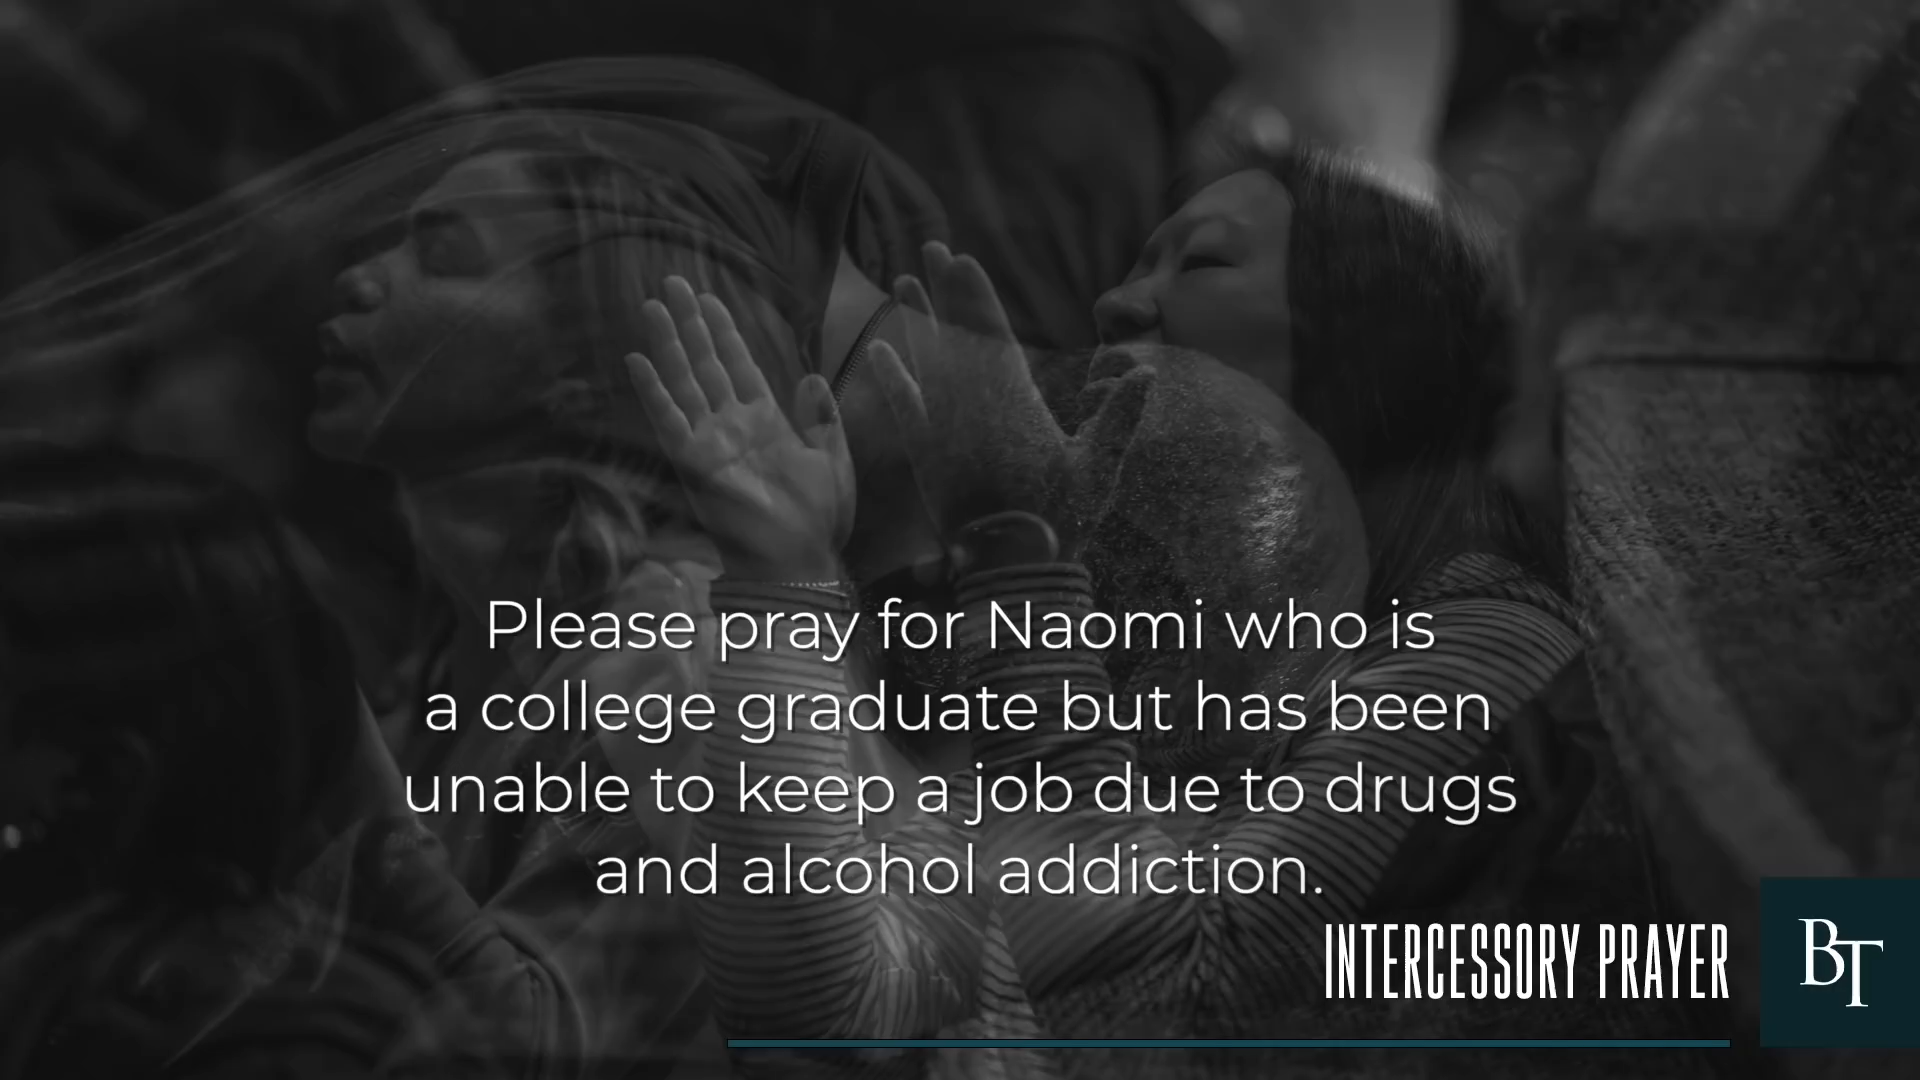 Please pray for Naomi who is
a college graduate but has been
unable to keep a job due to drugs
and alcohol addiction.
INTERCESSORY PRAYER
BT